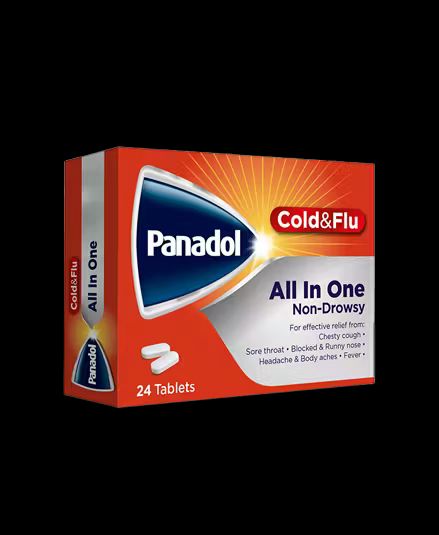 Cold&Flu
All In One
Panadol
Panadol
Cold&Flu
All In One
Non-Drowsy
For effective relief from:
Chesty cough •
Sore throat • Blocked & Runny nose •
Headache & Body aches • Fever •
24 Tablets